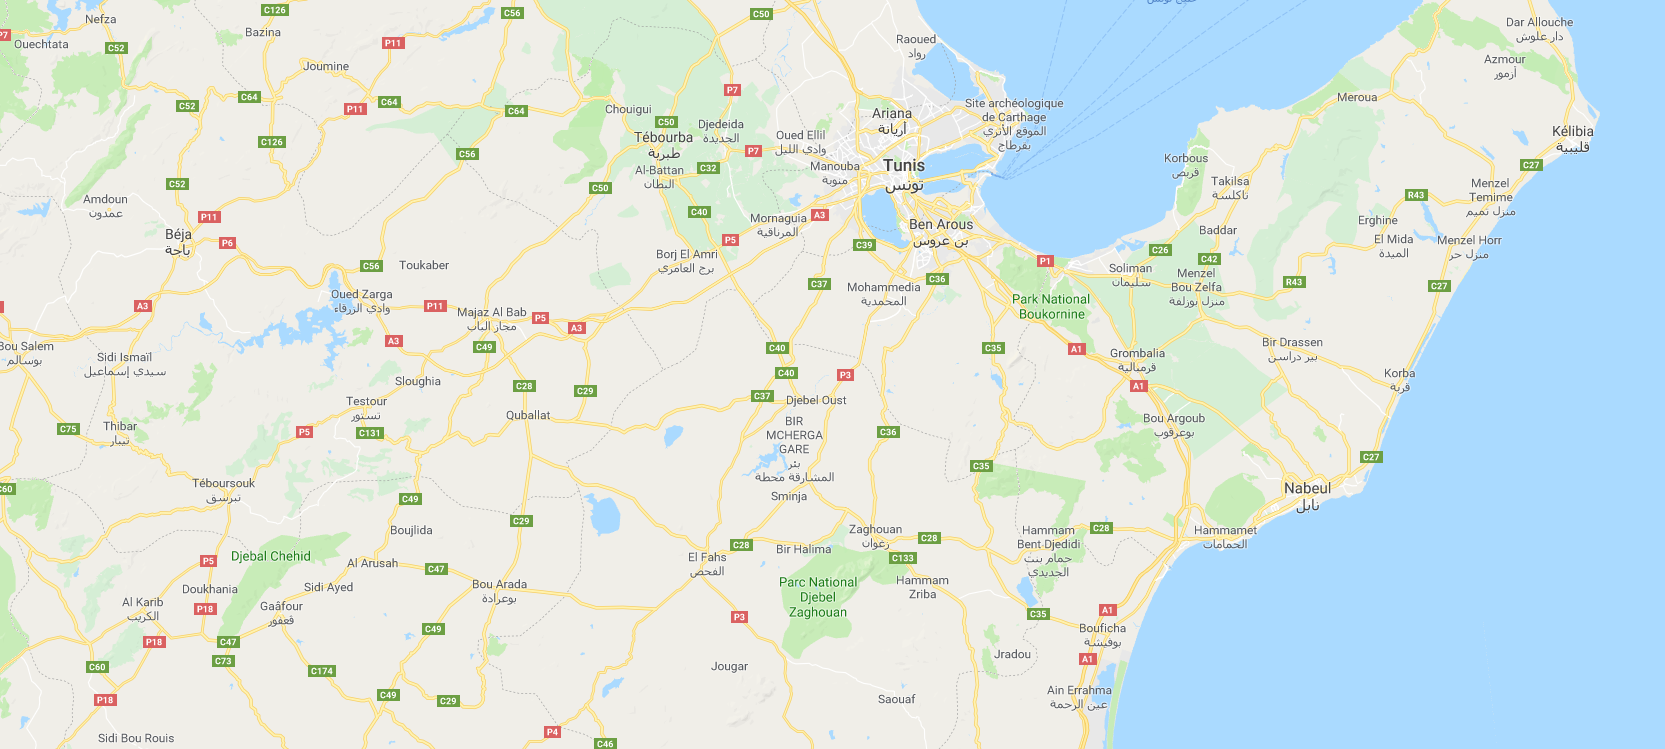 C126
C56
C50
خليج تونس
Nefza
Dar Allouche
دار علوش
P7
Ouechtata
C52
Bazina
P11
Raoued
رواد
Azmour
أزمور
Joumine
P7
Meroua
C52
C64
P11
C64
C64
Chouigui
C50
Ariana
أريانة
Site archéologique
de Carthage
الموقع الأثري
بقرطاج
C126
Tébourba
طبربة
Djedeida
الجديدة
Oued Ellil
وادي الليل
Kélibia
قليبية
C56
P7
Manouba
منوبة
Tunis
تونس
Korbous
قربص
C27
C52
C50
Al-Battan
البطان
C32
Takilsa
تاكلسة
Menzel
Temime
منزل تميم
R43
Amdoun
عمدون
P11
C40
Mornaguia
المرناقية
A3
Ben Arous
بن عروس
Erghine
Baddar
El Mida
الميدة
Menzel Horr
منزل حر
Béja
باجة
P6
P5
C39
C26
C42
C56
Toukaber
Borj El Amri
برج العامري
P1
Soliman
سليمان
Menzel
Bou Zelfa
منزل بوزلفة
R43
C27
A3
Oued Zarga
وادي الزرقاء
P11
Majaz Al Bab
مجاز الباب
P5
A3
C37
Mohammedia
المحمدية
C36
Park National
Boukornine
Bou Salem
بوسالم
Sidi Ismaïl
سيدي إسماعيل
A3
C49
C40
C35
A1
Grombalia
قرمبالية
Bir Drassen
بير دراسن
Sloughia
C28
C29
C40
P3
A1
Korba
قربة
Testour
تستور
Quballat
C37
Djebel Oust
Bou Argoub
بوعرقوب
C75
Thibar
تيبار
P5
C131
BIR
MCHERGA
GARE
بئر
المشارقة محطة
C36
C27
C35
C60
Téboursouk
تبرسق
C49
Sminja
Nabeul
نابل
Boujlida
C29
Zaghouan
زغوان
C28
Hammam
Bent Djedidi
حمام بنت
الجديدي
C28
Hammamet
الحمامات
Djebal Chehid
P5
Al Arusah
C47
El Fahs
الفحص
C28
Bir Halima
C133
Doukhania
Sidi Ayed
Bou Arada
بوعرادة
Parc National
Djebel
Zaghouan
Hammam
Zriba
Al Karib
الكريب
P18
Gaâfour
قعفور
P3
C35
A1
P18
C47
C49
Bouficha
بوفيشة
C60
C73
C174
Jougar
Jradou
A1
P18
C49
C29
Saouaf
Ain Errahma
عين الرحمة
Sidi Bou Rouis
P4
C46